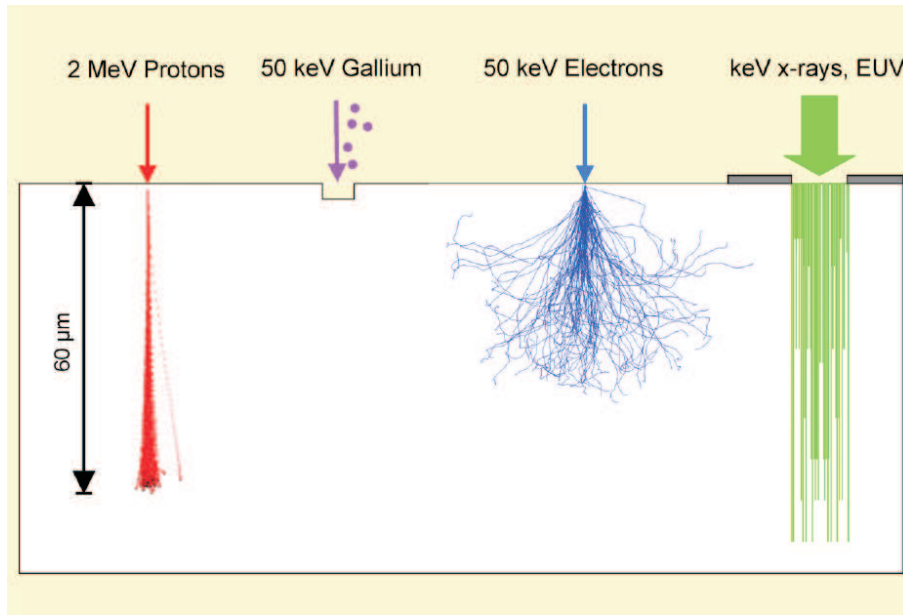 2 MeV Protons
50 keV Gallium
50 keV Electrons
keV x-rays, EUV
60 µm